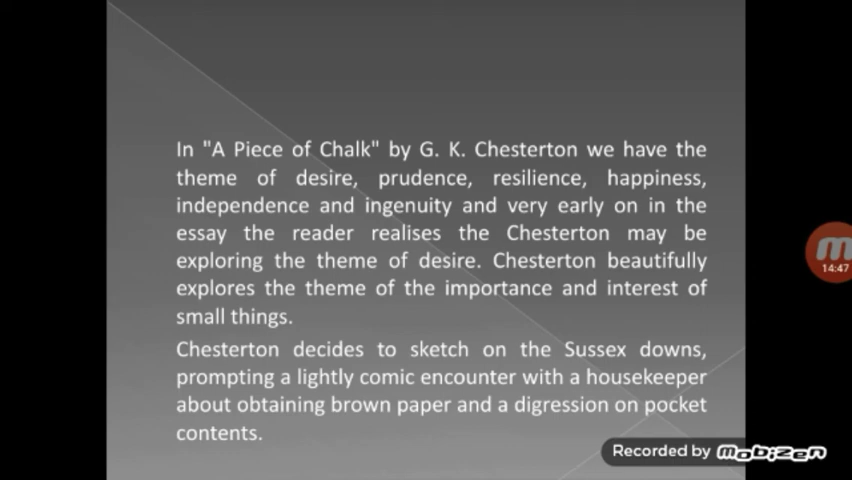 In "A Piece of Chalk" by G. K. Chesterton we have the
theme of desire, prudence, resilience, happiness,
independence and ingenuity and very early on in the
essay the reader realises the Chesterton may be
exploring the theme of desire. Chesterton beautifully
explores the theme of the importance and interest of
small things.
Chesterton decides to sketch on the Sussex downs,
prompting a lightly comic encounter with a housekeeper
about obtaining brown paper and a digression on pocket
contents.
14:47
Recorded by mobizen